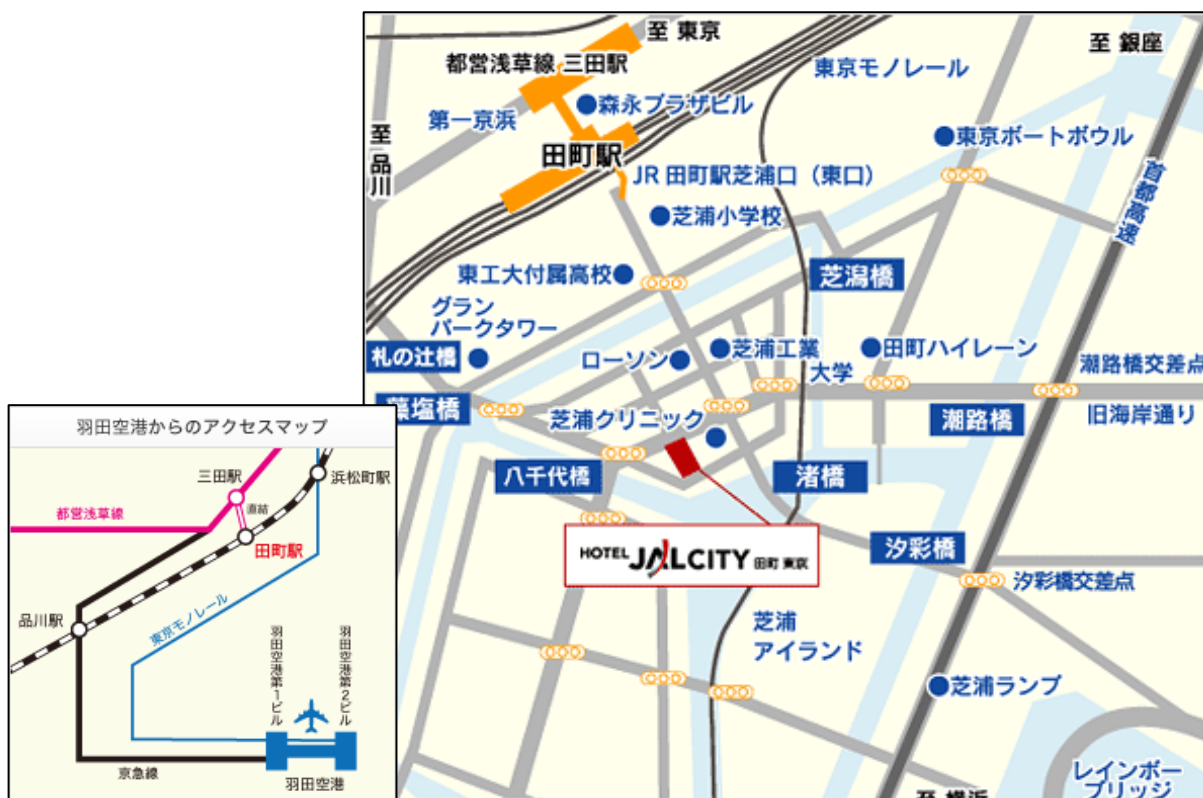 至 東京
都営浅草線 三田駅
東京モノレール
至 銀座
第一京浜
森永プラザビル
至 品川
田町駅
東京ポートボウル
JR 田町駅芝浦口（東口）
首都高速
芝浦小学校
東工大付属高校
芝潟橋
グラン
パークタワー
札の辻橋
ローソン
芝浦工業
大学
田町ハイレーン
潮路橋交差点
藻塩橋
芝浦クリニック
潮路橋
旧海岸通り
八千代橋
渚橋
HOTEL JALCITY 田町 東京
汐彩橋
汐彩橋交差点
芝浦
アイランド
芝浦ランプ
レインボー
ブリッジ
至 横浜
羽田空港からのアクセスマップ
三田駅
浜松町駅
都営浅草線
直結
田町駅
品川駅
東京モノレール
羽田空港第1ビル
羽田空港第2ビル
京急線
羽田空港